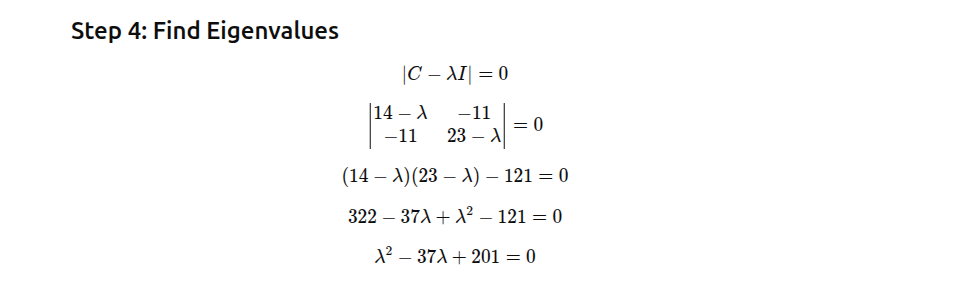 Step 4: Find Eigenvalues
|C − λI| = 0
|14 − λ   −11|
|−11   23 − λ| = 0
(14 − λ)(23 − λ) − 121 = 0
322 − 37λ + λ² − 121 = 0
λ² − 37λ + 201 = 0